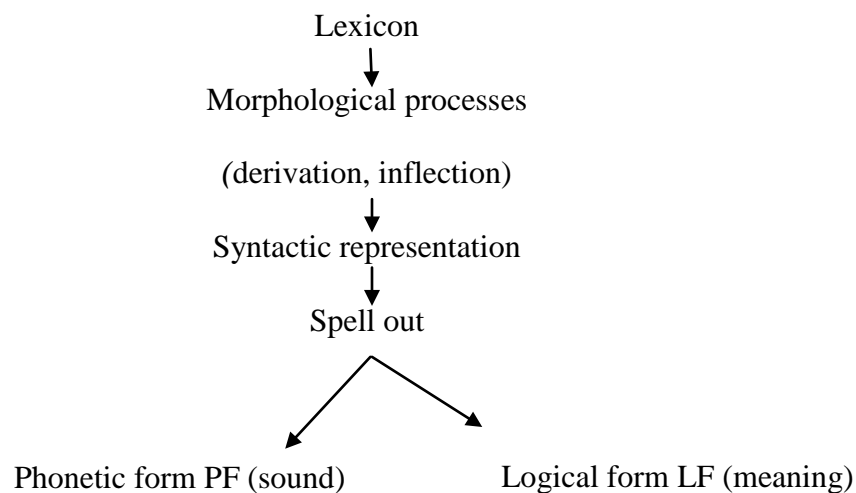 Lexicon
Morphological processes
(derivation, inflection)
Syntactic representation
Spell out
Phonetic form PF (sound) Logical form LF (meaning)